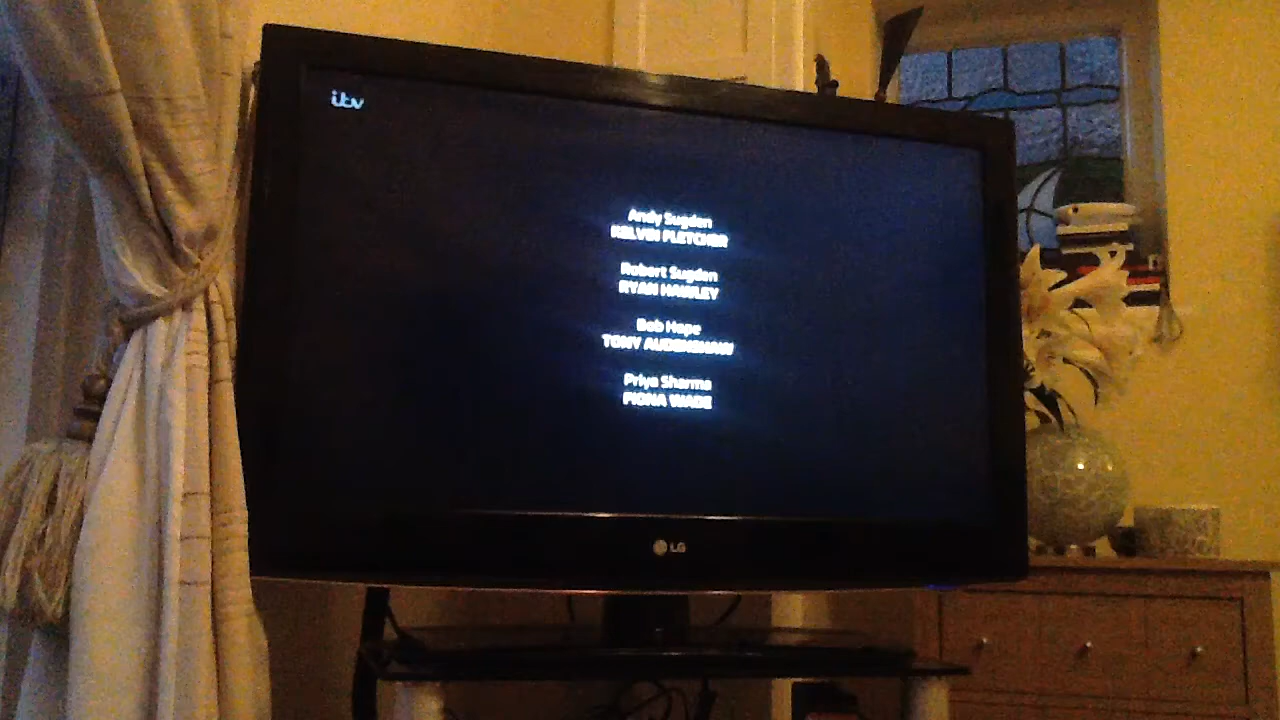 itv
Andy Sugden
KELVIN FLETCHER
Robert Sugden
RYAN HAWLEY
Bob Hope
TONY AUDENSHAW
Priya Sharma
FIONA WADE
LG